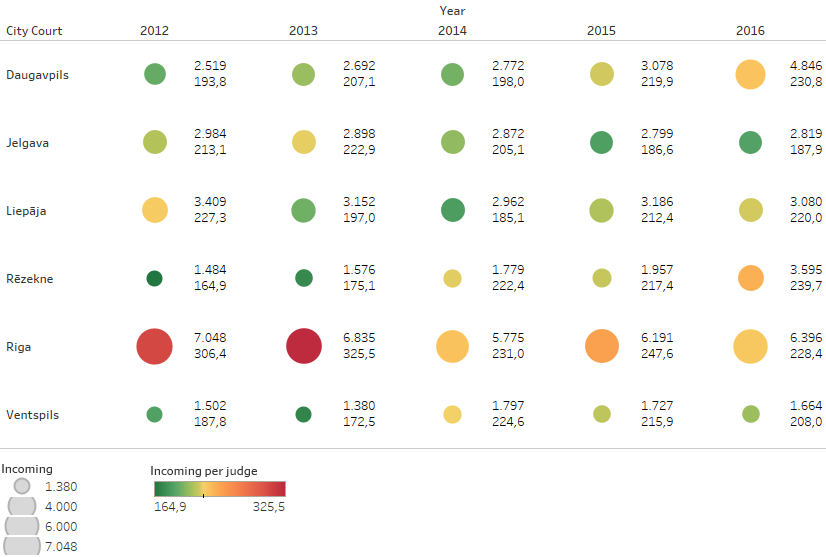 Year
City Court 2012 2013 2014 2015 2016
Daugavpils 2.519 2.692 2.772 3.078 4.846
193,8 207,1 198,0 219,9 230,8
Jelgava 2.984 2.898 2.872 2.799 2.819
213,1 222,9 205,1 186,6 187,9
Liepāja 3.409 3.152 2.962 3.186 3.080
227,3 197,0 185,1 212,4 220,0
Rēzekne 1.484 1.576 1.779 1.957 3.595
164,9 175,1 222,4 217,4 239,7
Riga 7.048 6.835 5.775 6.191 6.396
306,4 325,5 231,0 247,6 228,4
Ventspils 1.502 1.380 1.797 1.727 1.664
187,8 172,5 224,6 215,9 208,0
Incoming Incoming per judge
1.380
4.000 164,9 325,5
6.000
7.048